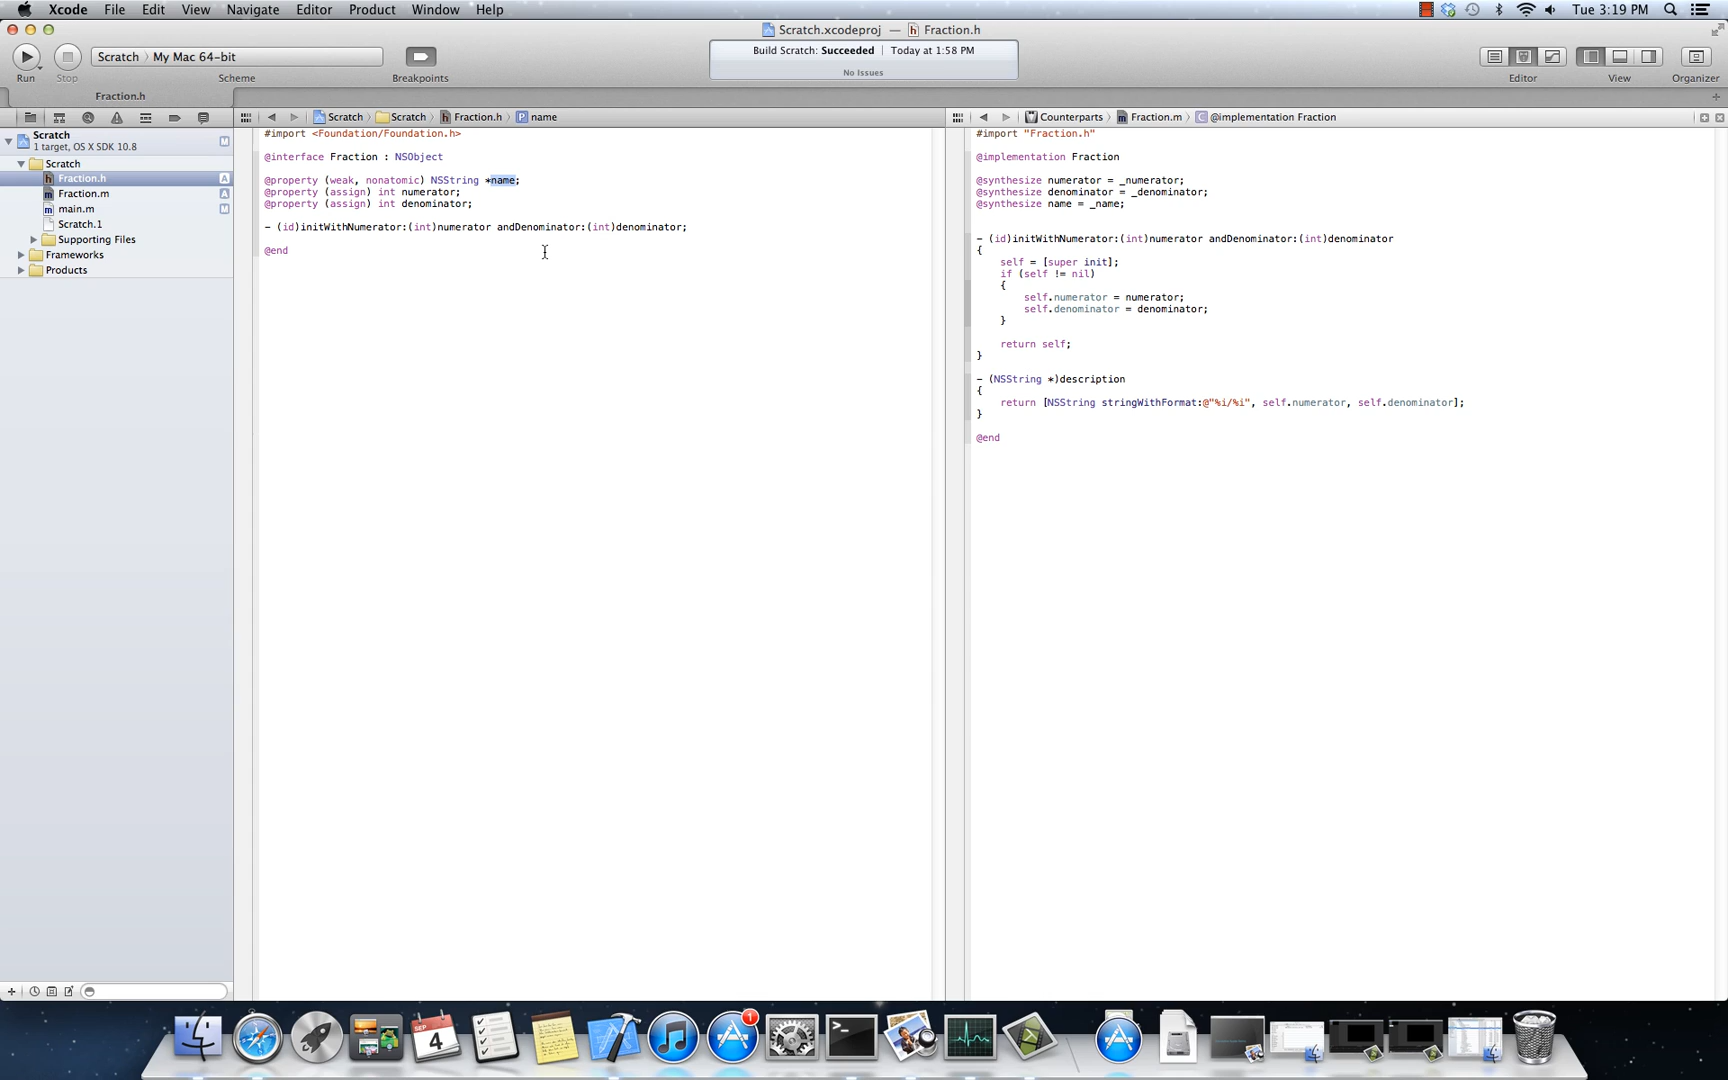 Xcode File Edit View Navigate Editor Product Window Help Tue 3:19 PM
Scratch.xcodeproj — Fraction.h
Scratch 〉 My Mac 64-bit
Build Scratch: Succeeded | Today at 1:58 PM
No Issues
Run Stop Scheme Breakpoints Editor View Organizer
Fraction.h
Scratch 〉 Scratch 〉 Fraction.h 〉 P name
Counterparts 〉 Fraction.m 〉 C @implementation Fraction
Scratch M
1 target, OS X SDK 10.8
Scratch
Fraction.h A
Fraction.m A
main.m M
Scratch.1
Supporting Files
Frameworks
Products
#import <Foundation/Foundation.h>
@interface Fraction : NSObject
@property (weak, nonatomic) NSString *name;
@property (assign) int numerator;
@property (assign) int denominator;
- (id)initWithNumerator:(int)numerator andDenominator:(int)denominator;
@end
#import "Fraction.h"
@implementation Fraction
@synthesize numerator = _numerator;
@synthesize denominator = _denominator;
@synthesize name = _name;
- (id)initWithNumerator:(int)numerator andDenominator:(int)denominator
{
self = [super init];
if (self != nil)
{
self.numerator = numerator;
self.denominator = denominator;
}
return self;
}
- (NSString *)description
{
return [NSString stringWithFormat:@"%i/%i", self.numerator, self.denominator];
}
@end
SEP
4
1
>_